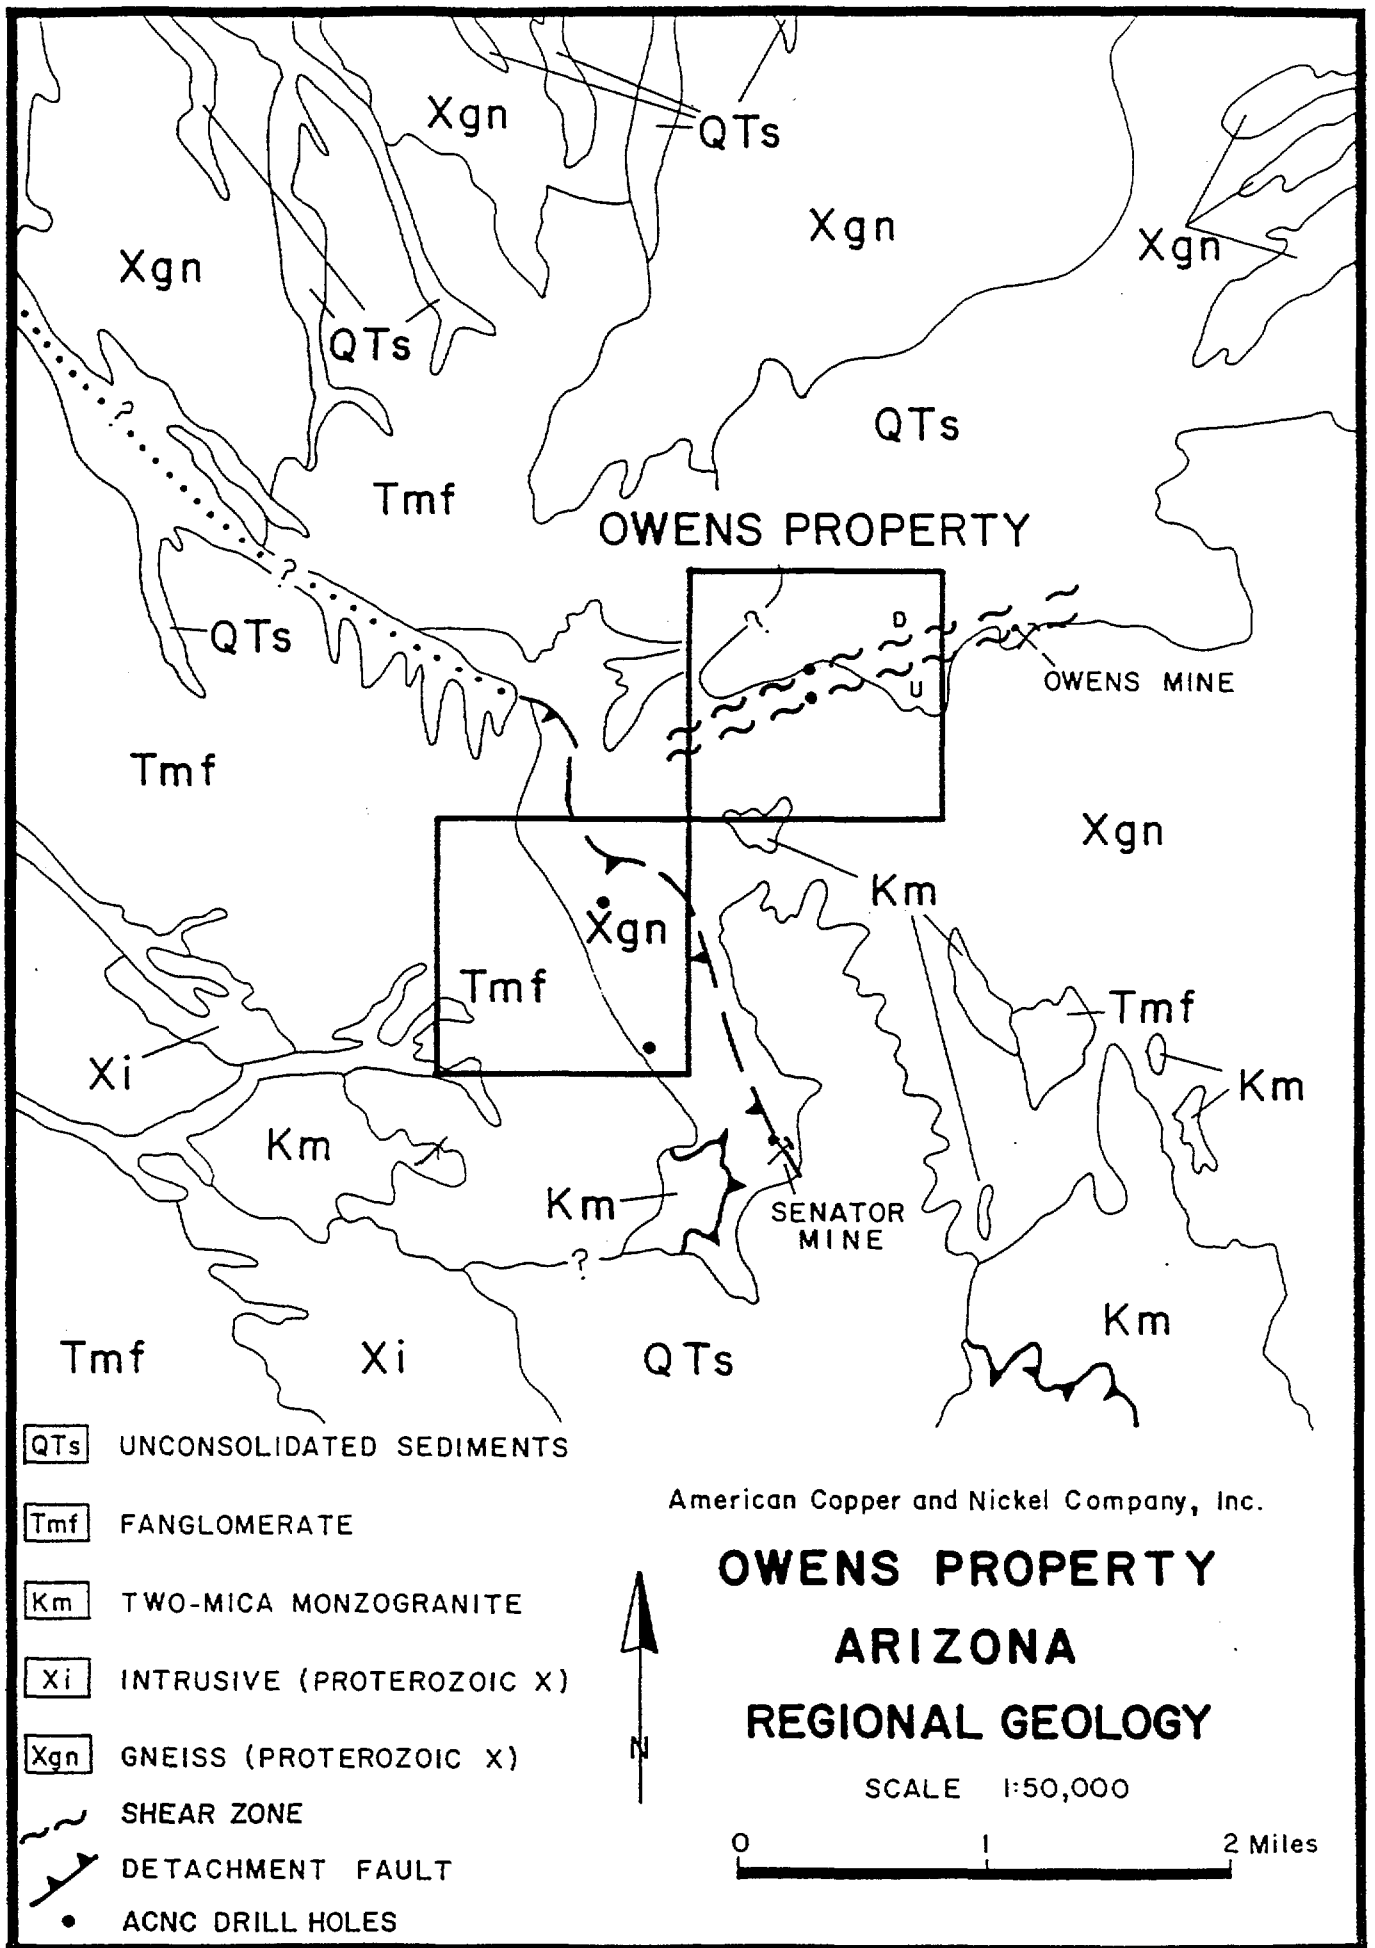 Xgn
QTs
Xgn
Xgn
Xgn
QTs
QTs
?
Tmf
OWENS PROPERTY
?
?
D
QTs
U
OWENS MINE
Tmf
Xgn
Km
Xgn
Tmf
Tmf
Xi
Km
Km
Km
SENATOR
MINE
?
Km
Tmf
Xi
QTs
QTs UNCONSOLIDATED SEDIMENTS
Tmf FANGLOMERATE
Km TWO-MICA MONZOGRANITE
Xi INTRUSIVE (PROTEROZOIC X)
Xgn GNEISS (PROTEROZOIC X)
SHEAR ZONE
DETACHMENT FAULT
ACNC DRILL HOLES
N
American Copper and Nickel Company, Inc.
OWENS PROPERTY
ARIZONA
REGIONAL GEOLOGY
SCALE 1:50,000
0 1 2 Miles